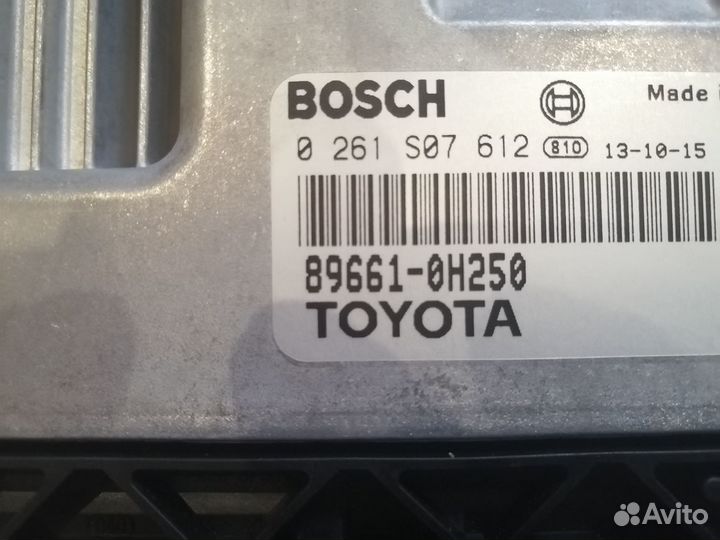 BOSCH
Made
0 261 S07 612 810 13-10-15
89661-0H250
TOYOTA
Avito